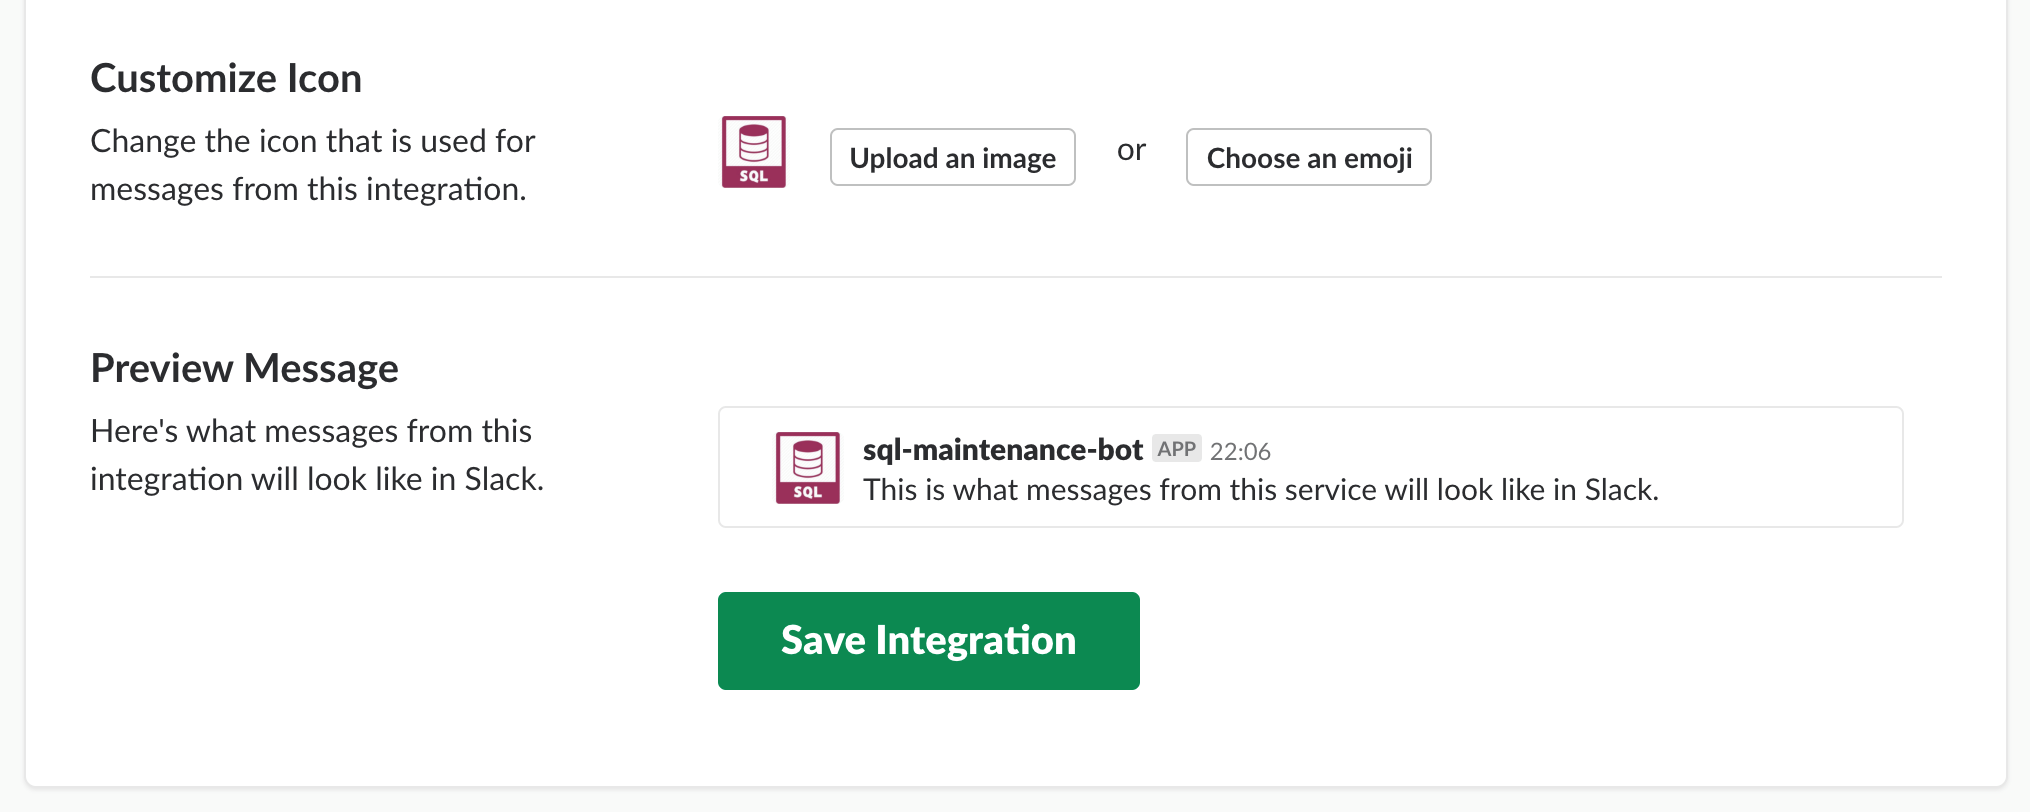 Customize Icon
Change the icon that is used for
messages from this integration.
SQL
Upload an image
or
Choose an emoji
Preview Message
Here's what messages from this
integration will look like in Slack.
SQL
sql-maintenance-bot APP 22:06
This is what messages from this service will look like in Slack.
Save Integration